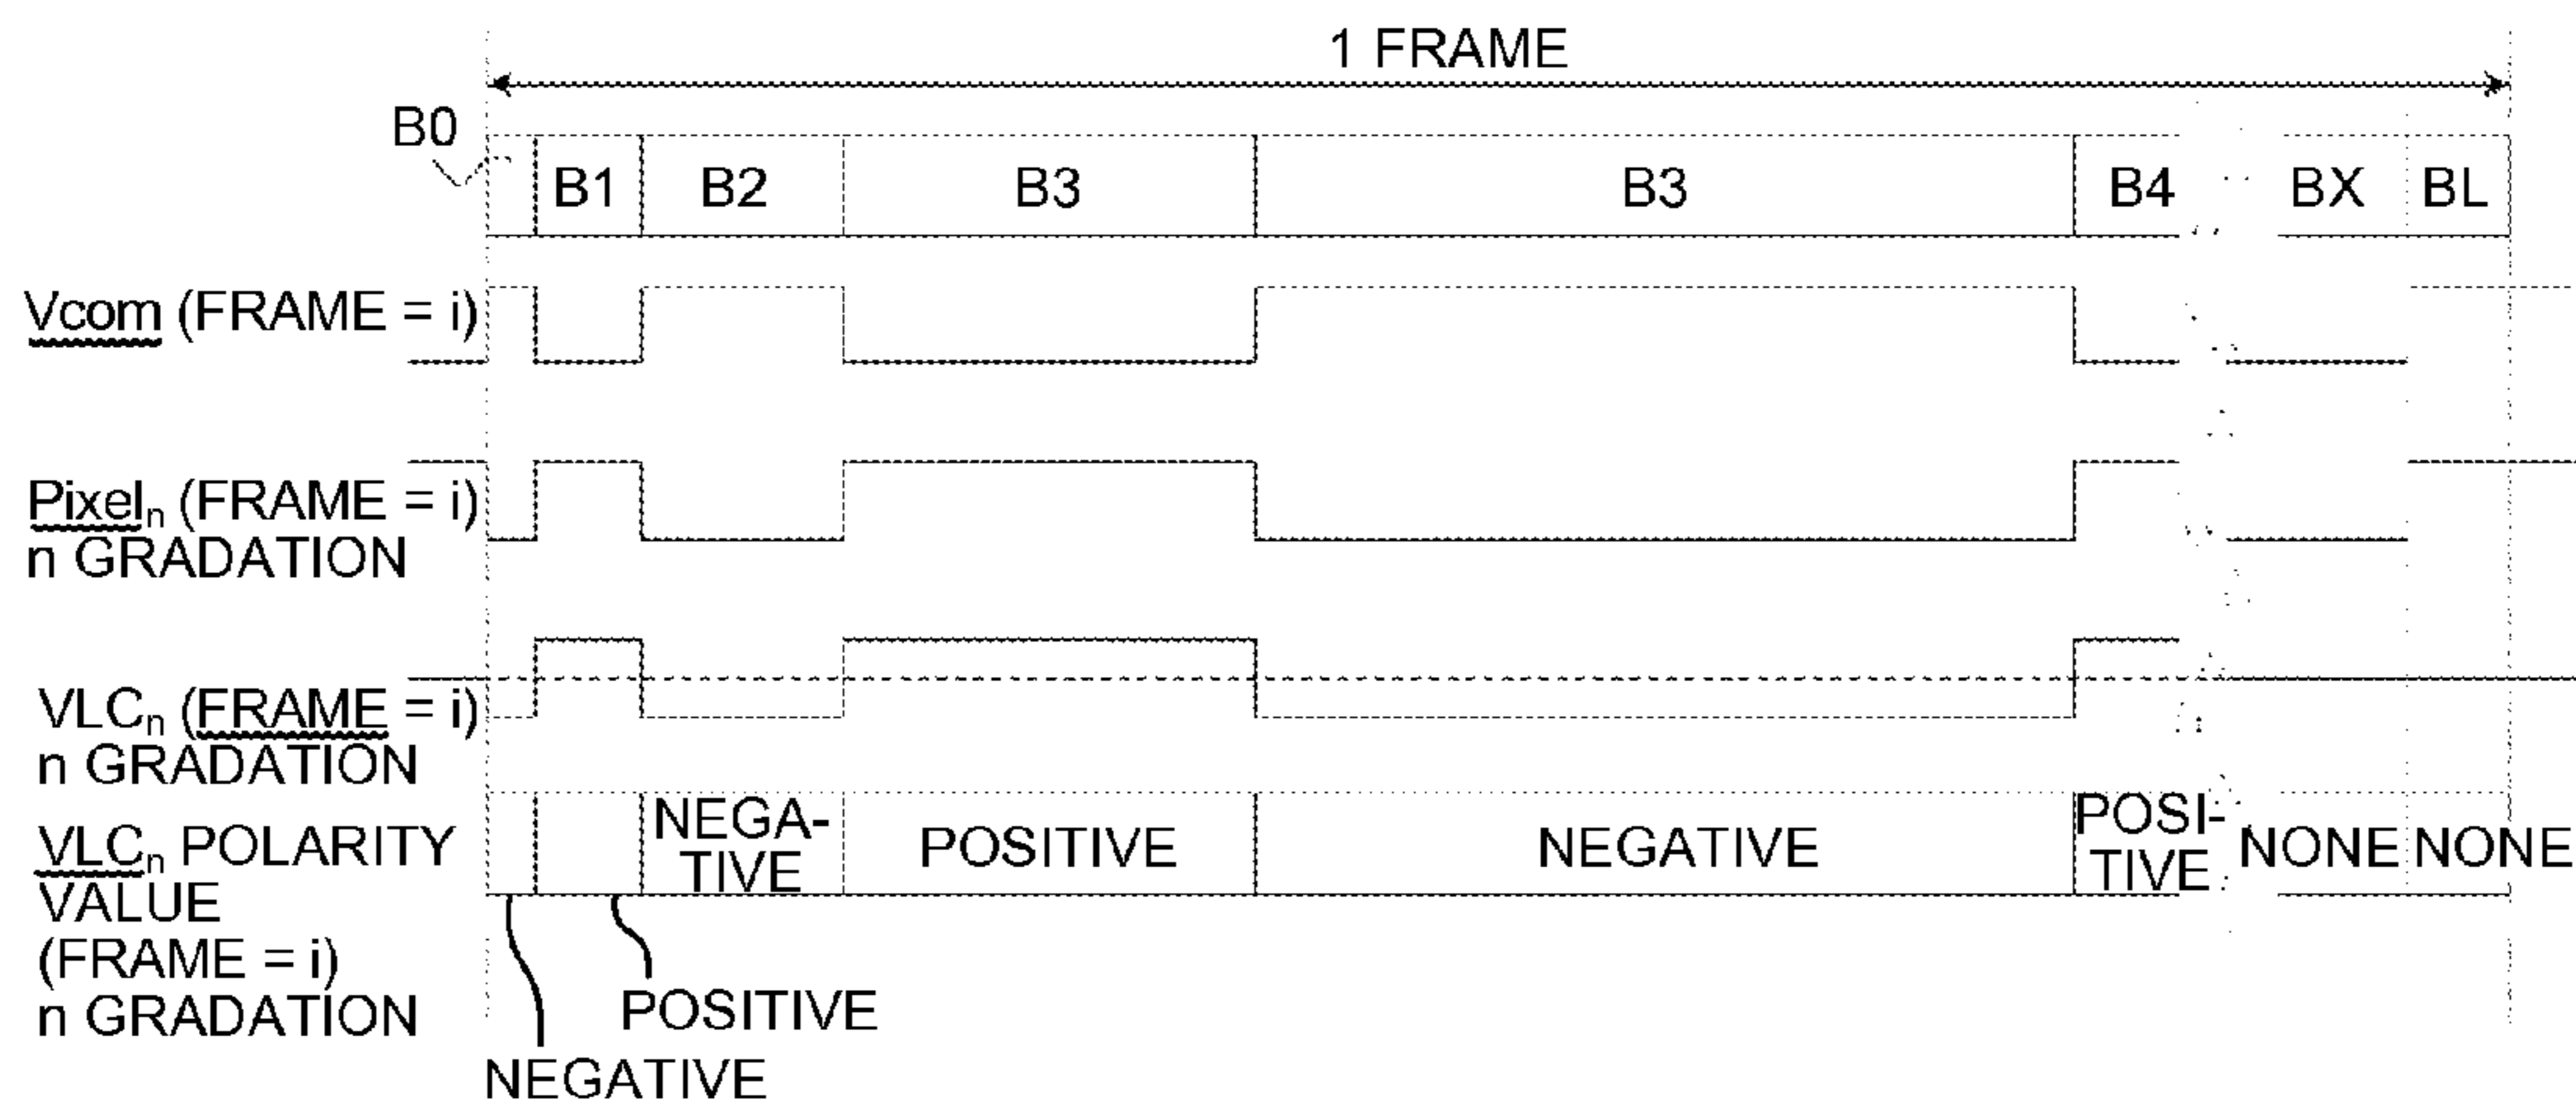 1 FRAME
B0
B1 B2 B3 B3 B4 BX BL
Vcom (FRAME = i)
Pixelₙ (FRAME = i)
n GRADATION
VLCₙ (FRAME = i)
n GRADATION
VLCₙ POLARITY
VALUE
(FRAME = i)
n GRADATION
NEGA-
TIVE
POSITIVE
NEGATIVE
POSI-
TIVE
NONE
NONE
POSITIVE
NEGATIVE